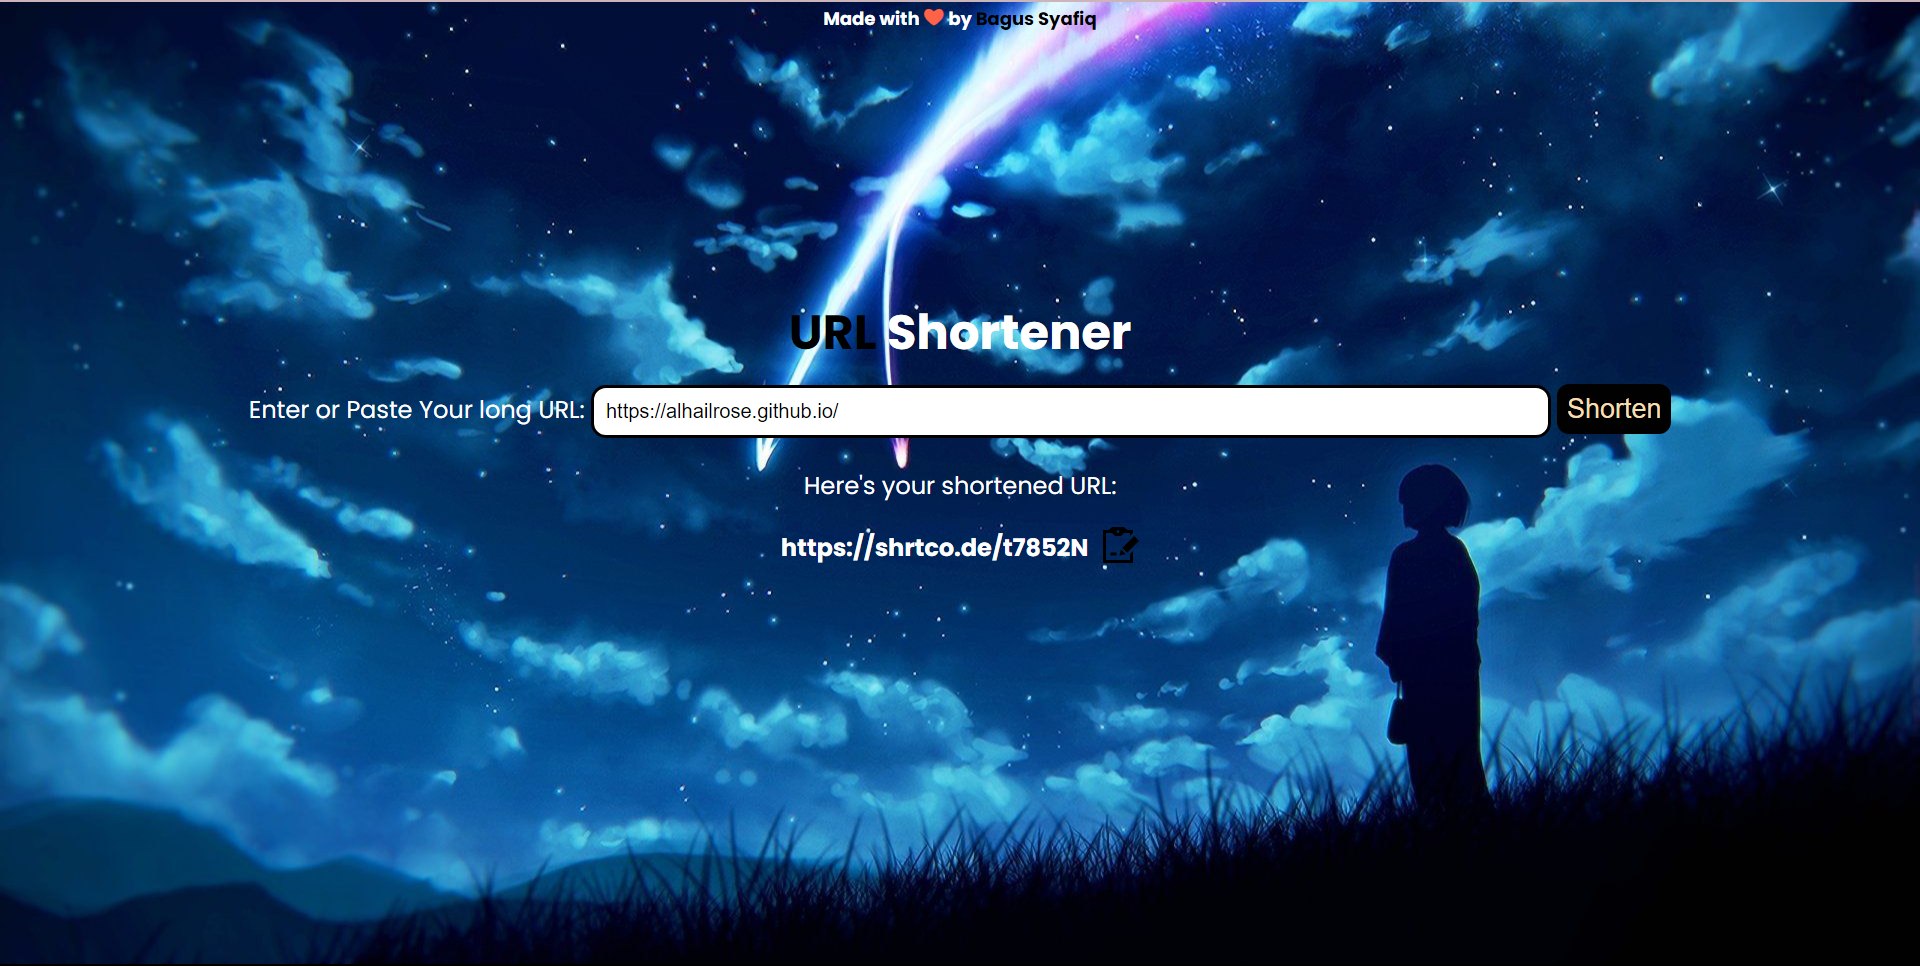 Made with ❤️ by Bagus Syafiq
URL Shortener
Enter or Paste Your long URL: https://alhailrose.github.io/ Shorten
Here's your shortened URL:
https://shrtco.de/t7852N